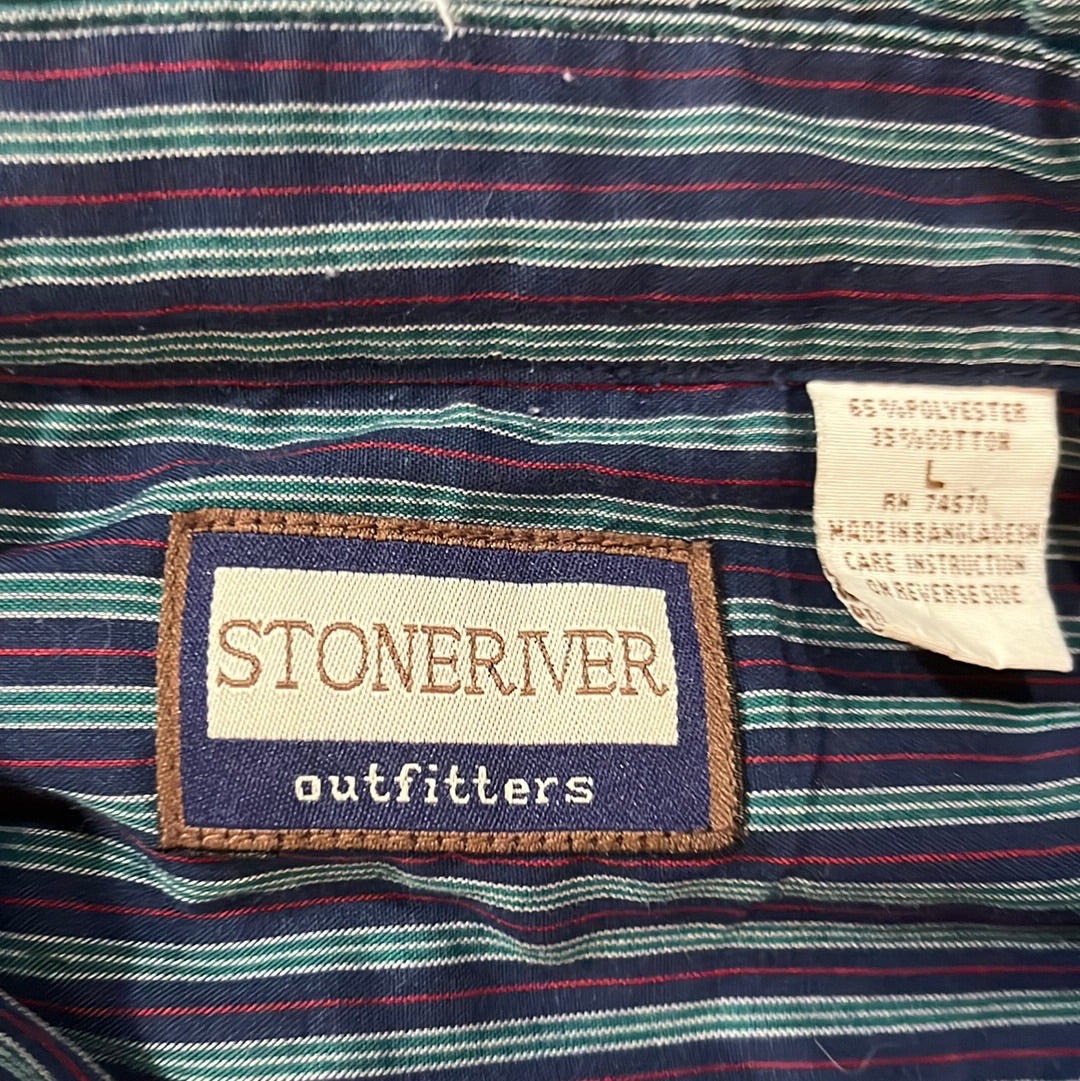 STONERIVER
outfitters
65%POLYESTER
35%COTTON
L
RN 74570
MADE IN BANGLADESH
CARE INSTRUCTION
ON REVERSE SIDE